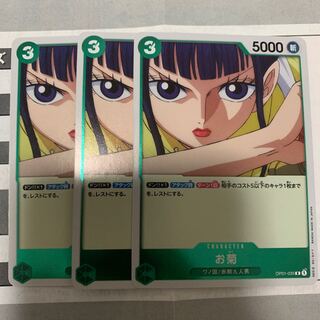 3
3
3
5000
斬
ドン!!×1 アタック時
を、レストにする。
ドン!!×1 アタック時
を、レストにする。
ドン!!×1 アタック時 ターン1回 相手のコスト5以下のキャラ1枚まで
を、レストにする。
CHARACTER
お菊
ワノ国/赤鞘九人男